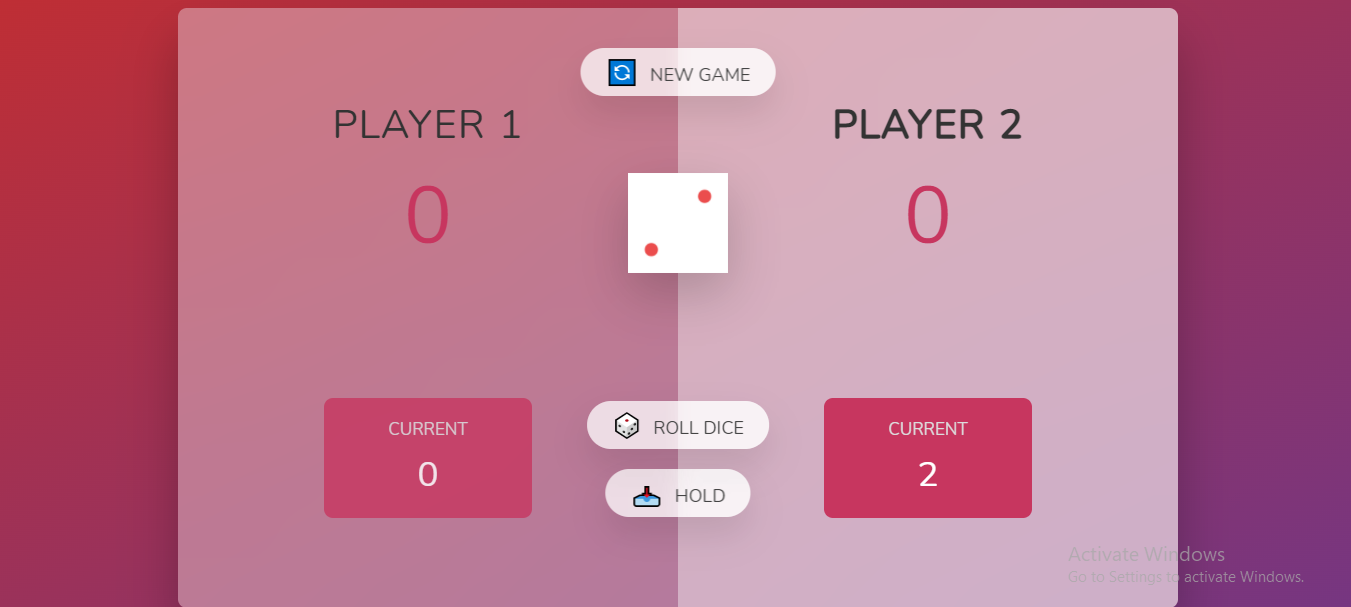 NEW GAME
PLAYER 1
PLAYER 2
0
0
CURRENT
0
ROLL DICE
HOLD
CURRENT
2
Activate Windows
Go to Settings to activate Windows.